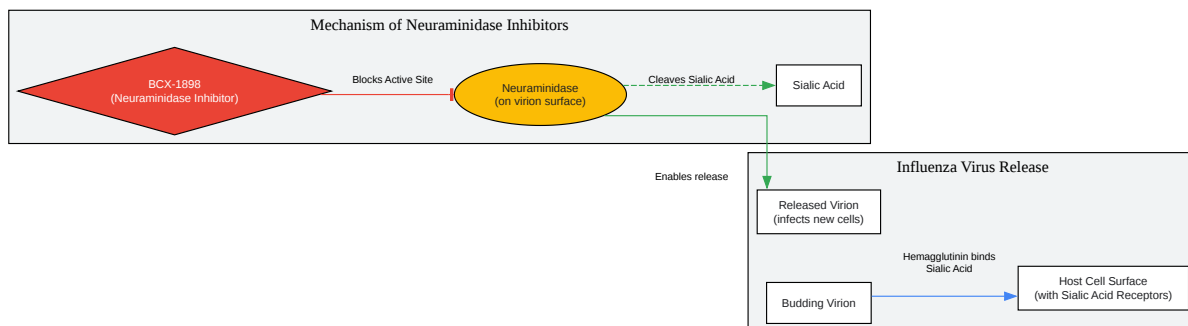 Mechanism of Neuraminidase Inhibitors
BCX-1898
(Neuraminidase Inhibitor)
Blocks Active Site
Neuraminidase
(on virion surface)
Cleaves Sialic Acid
Sialic Acid
Influenza Virus Release
Enables release
Released Virion
(infects new cells)
Hemagglutinin binds
Sialic Acid
Budding Virion
Host Cell Surface
(with Sialic Acid Receptors)